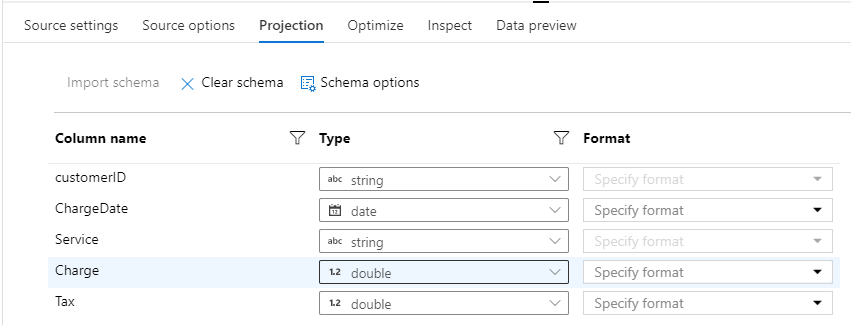 Source settings Source options Projection Optimize Inspect Data preview
Import schema Clear schema Schema options
Column name Type Format
customerID abc string Specify format
ChargeDate 12 date Specify format
Service abc string Specify format
Charge 1.2 double Specify format
Tax 1.2 double Specify format